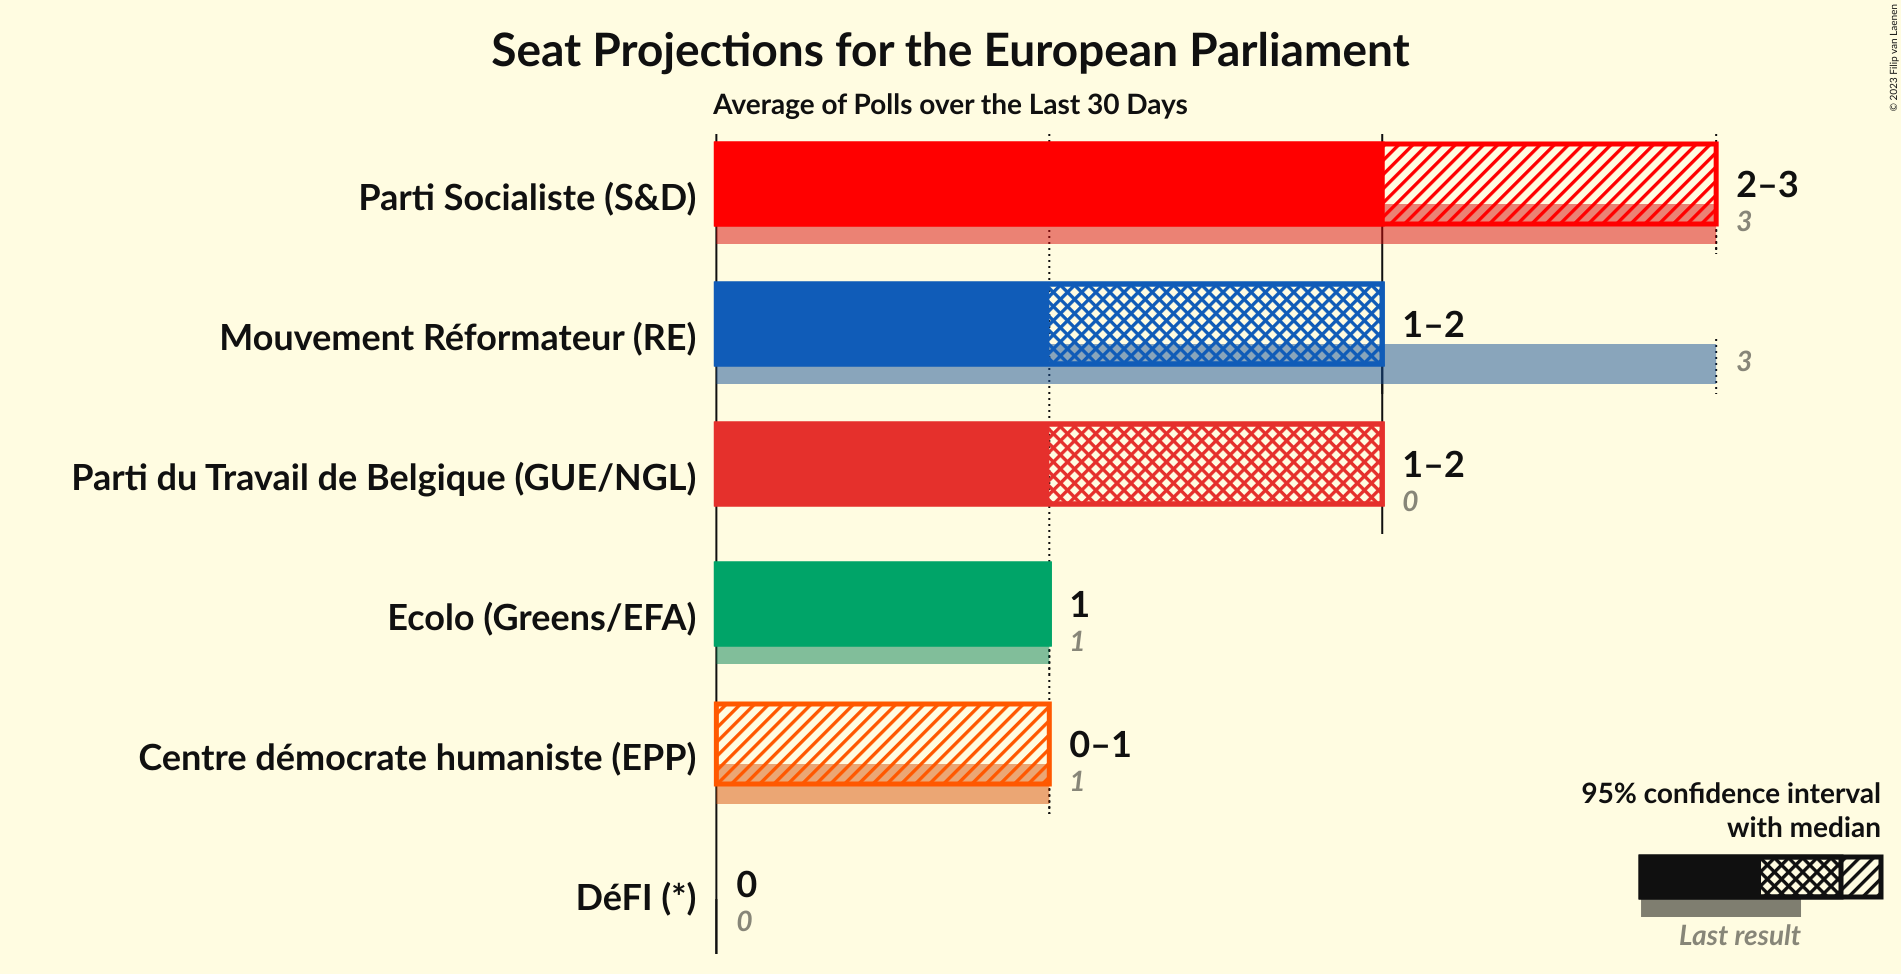 Seat Projections for the European Parliament
Average of Polls over the Last 30 Days
© 2023 Filip van Laenen
Parti Socialiste (S&D)
2–3
3
Mouvement Réformateur (RE)
1–2
3
Parti du Travail de Belgique (GUE/NGL)
1–2
0
Ecolo (Greens/EFA)
1
1
Centre démocrate humaniste (EPP)
0–1
1
DéFI (*)
0
0
95% confidence interval
with median
Last result